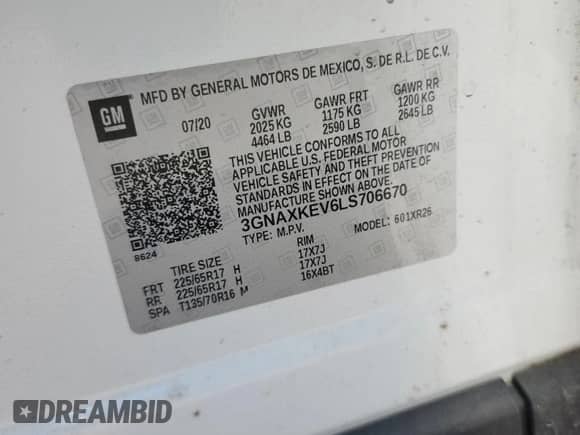 GM
MFD BY GENERAL MOTORS DE MEXICO, S. DE R.L. DE C.V.
07/20 GVWR GAWR FRT GAWR RR
2025 KG 1175 KG 1200 KG
4464 LB 2590 LB 2645 LB
THIS VEHICLE CONFORMS TO ALL
APPLICABLE U.S. FEDERAL MOTOR
VEHICLE SAFETY AND THEFT PREVENTION
STANDARDS IN EFFECT ON THE DATE OF
MANUFACTURE SHOWN ABOVE.
3GNAXKEV6LS706670
TYPE: M.P.V. MODEL: 601XR26
8624
TIRE SIZE RIM
FRT 225/65R17 H 17X7J
RR 225/65R17 H 17X7J
SPA T135/70R16 M 16X4BT
DREAMBID